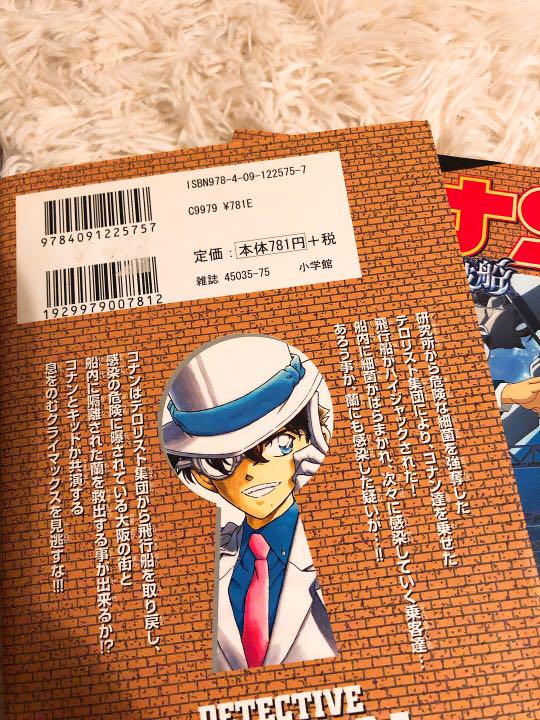 ISBN978-4-09-122575-7
C9979 ¥781E
9784091225757
定価：本体781円＋税
雑誌 45035-75 小学館
1929979007812
ナン
船
研究所から危険な細菌を強奪した
テロリスト集団により、コナン達を乗せた
飛行船がハイジャックされた！
船内に細菌がばらまかれ、次々に感染していく乗客達…
あろう事か、蘭にも感染した疑いが…!!
コナンはテロリスト集団から飛行船を取り戻し、
感染の危険に曝されている大阪の街と
船内に隔離された蘭を救出する事が出来るか!?
コナンとキッドが共演する
息をのむクライマックスを見逃すな!!!
DETECTIVE